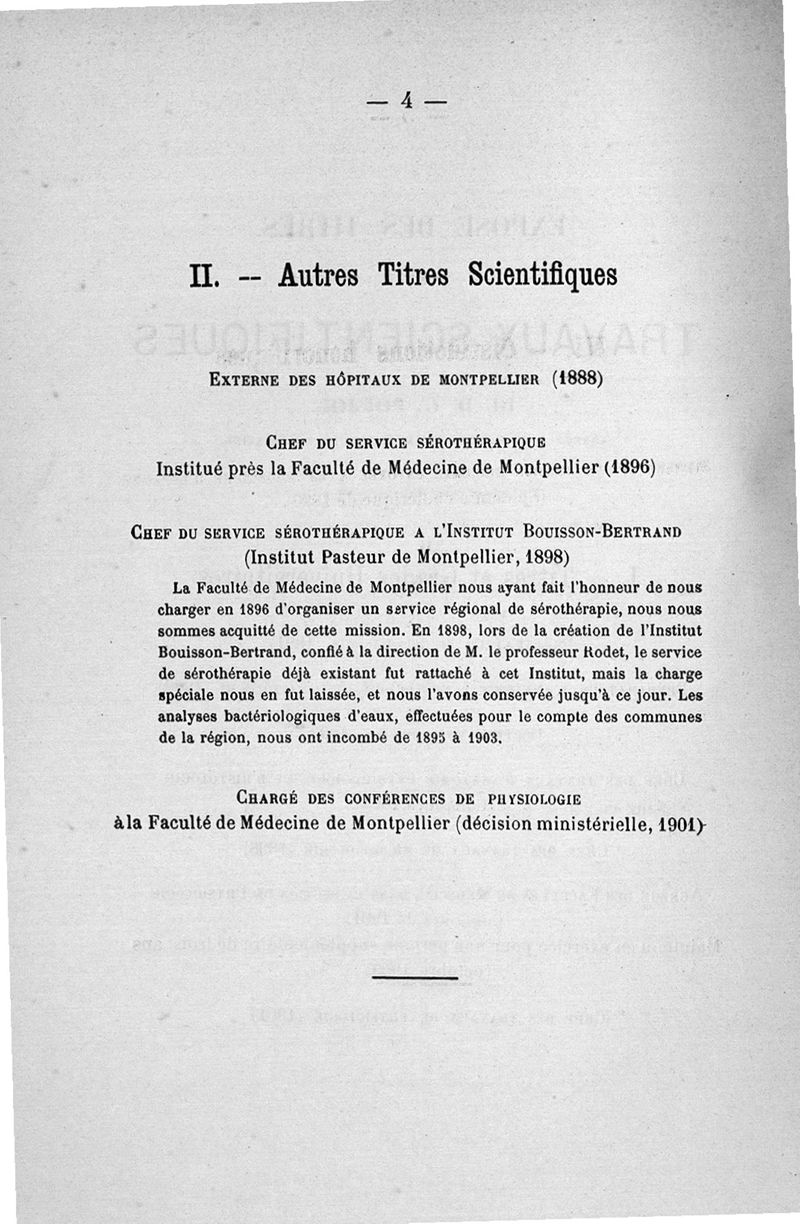 — 4 —
II. -- Autres Titres Scientifiques
EXTERNE DES HÔPITAUX DE MONTPELLIER (1888)
CHEF DU SERVICE SÉROTHÉRAPIQUE
Institué près la Faculté de Médecine de Montpellier (1896)
CHEF DU SERVICE SÉROTHÉRAPIQUE A L'INSTITUT BOUISSON-BERTRAND
(Institut Pasteur de Montpellier, 1898)
La Faculté de Médecine de Montpellier nous ayant fait l'honneur de nous
charger en 1896 d'organiser un service régional de sérothérapie, nous nous
sommes acquitté de cette mission. En 1898, lors de la création de l'Institut
Bouisson-Bertrand, confié à la direction de M. le professeur Rodet, le service
de sérothérapie déjà existant fut rattaché à cet Institut, mais la charge
spéciale nous en fut laissée, et nous l'avons conservée jusqu'à ce jour. Les
analyses bactériologiques d'eaux, effectuées pour le compte des communes
de la région, nous ont incombé de 1895 à 1903.
CHARGÉ DES CONFÉRENCES DE PHYSIOLOGIE
à la Faculté de Médecine de Montpellier (décision ministérielle, 1901)